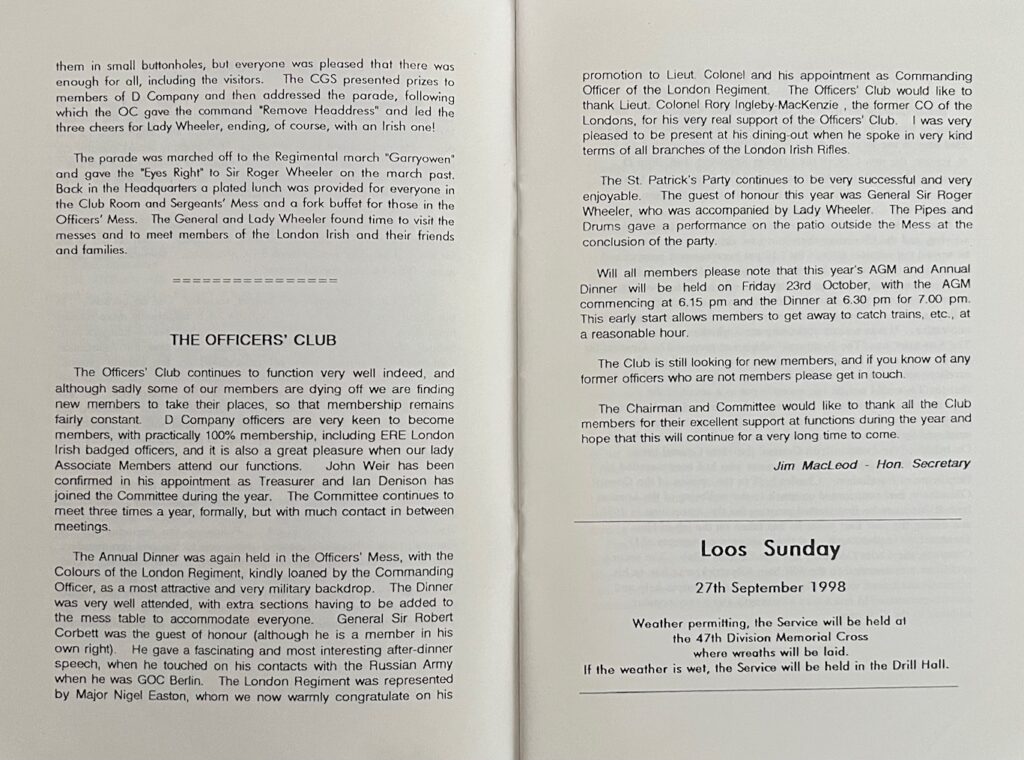 them in small buttonholes, but everyone was pleased that there was
enough for all, including the visitors. The CGS presented prizes to
members of D Company and then addressed the parade, following
which the OC gave the command "Remove Headdress" and led the
three cheers for Lady Wheeler, ending, of course, with an Irish one!
The parade was marched off to the Regimental march "Garryowen"
and gave the "Eyes Right" to Sir Roger Wheeler on the march past.
Back in the Headquarters a plated lunch was provided for everyone in
the Club Room and Sergeants' Mess and a fork buffet for those in the
Officers' Mess. The General and Lady Wheeler found time to visit the
messes and to meet members of the London Irish and their friends
and families.
================
THE OFFICERS' CLUB
The Officers' Club continues to function very well indeed, and
although sadly some of our members are dying off we are finding
new members to take their places, so that membership remains
fairly constant. D Company officers are very keen to become
members, with practically 100% membership, including ERE London
Irish badged officers, and it is also a great pleasure when our lady
Associate Members attend our functions. John Weir has been
confirmed in his appointment as Treasurer and Ian Denison has
joined the Committee during the year. The Committee continues to
meet three times a year, formally, but with much contact in between
meetings.
The Annual Dinner was again held in the Officers' Mess, with the
Colours of the London Regiment, kindly loaned by the Commanding
Officer, as a most attractive and very military backdrop. The Dinner
was very well attended, with extra sections having to be added to
the mess table to accommodate everyone. General Sir Robert
Corbett was the guest of honour (although he is a member in his
own right). He gave a fascinating and most interesting after-dinner
speech, when he touched on his contacts with the Russian Army
when he was GOC Berlin. The London Regiment was represented
by Major Nigel Easton, whom we now warmly congratulate on his
promotion to Lieut. Colonel and his appointment as Commanding
Officer of the London Regiment. The Officers' Club would like to
thank Lieut. Colonel Rory Ingleby-MacKenzie , the former CO of the
Londons, for his very real support of the Officers' Club. I was very
pleased to be present at his dining-out when he spoke in very kind
terms of all branches of the London Irish Rifles.
The St. Patrick's Party continues to be very successful and very
enjoyable. The guest of honour this year was General Sir Roger
Wheeler, who was accompanied by Lady Wheeler. The Pipes and
Drums gave a performance on the patio outside the Mess at the
conclusion of the party.
Will all members please note that this year's AGM and Annual
Dinner will be held on Friday 23rd October, with the AGM
commencing at 6.15 pm and the Dinner at 6.30 pm for 7.00 pm.
This early start allows members to get away to catch trains, etc., at
a reasonable hour.
The Club is still looking for new members, and if you know of any
former officers who are not members please get in touch.
The Chairman and Committee would like to thank all the Club
members for their excellent support at functions during the year and
hope that this will continue for a very long time to come.
Jim MacLeod - Hon. Secretary
Loos Sunday
27th September 1998
Weather permitting, the Service will be held at
the 47th Division Memorial Cross
where wreaths will be laid.
If the weather is wet, the Service will be held in the Drill Hall.